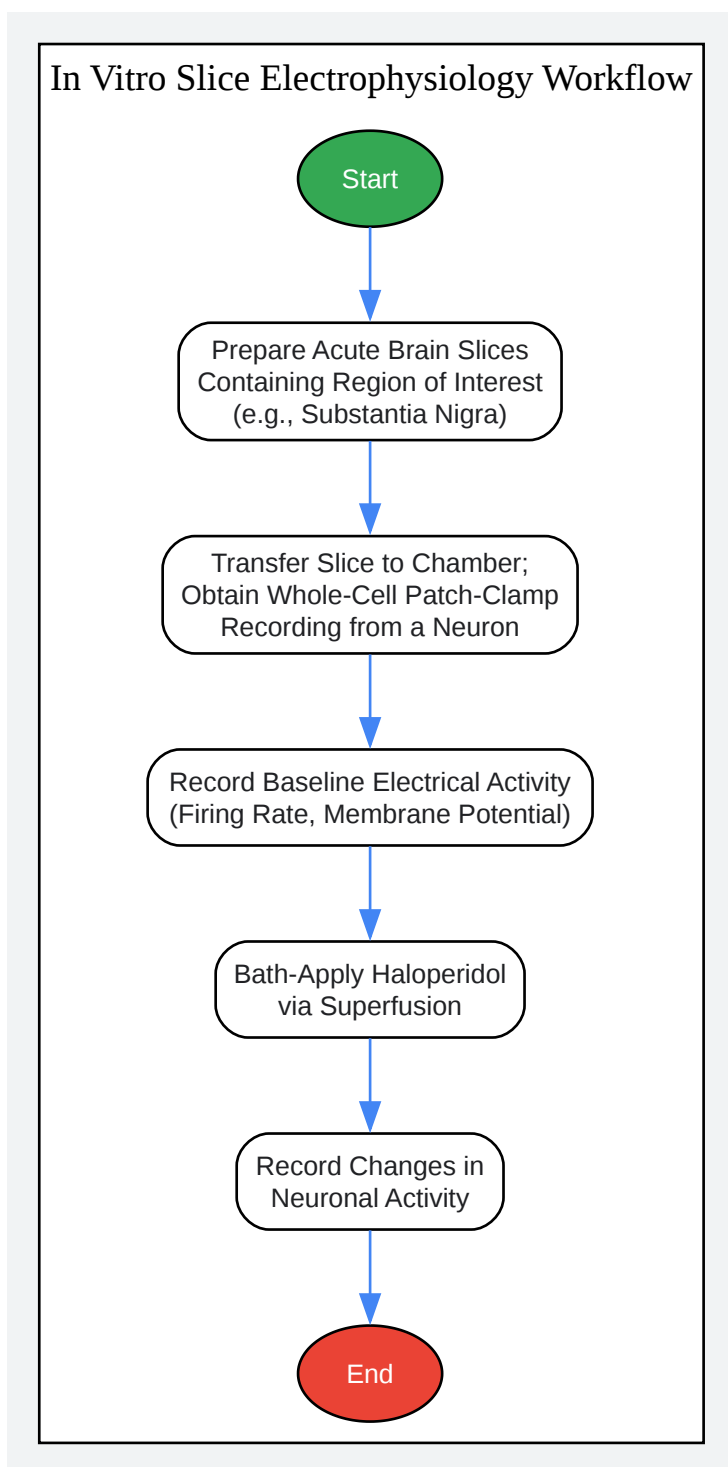 In Vitro Slice Electrophysiology Workflow
Start
Prepare Acute Brain Slices
Containing Region of Interest
(e.g., Substantia Nigra)
Transfer Slice to Chamber;
Obtain Whole-Cell Patch-Clamp
Recording from a Neuron
Record Baseline Electrical Activity
(Firing Rate, Membrane Potential)
Bath-Apply Haloperidol
via Superfusion
Record Changes in
Neuronal Activity
End